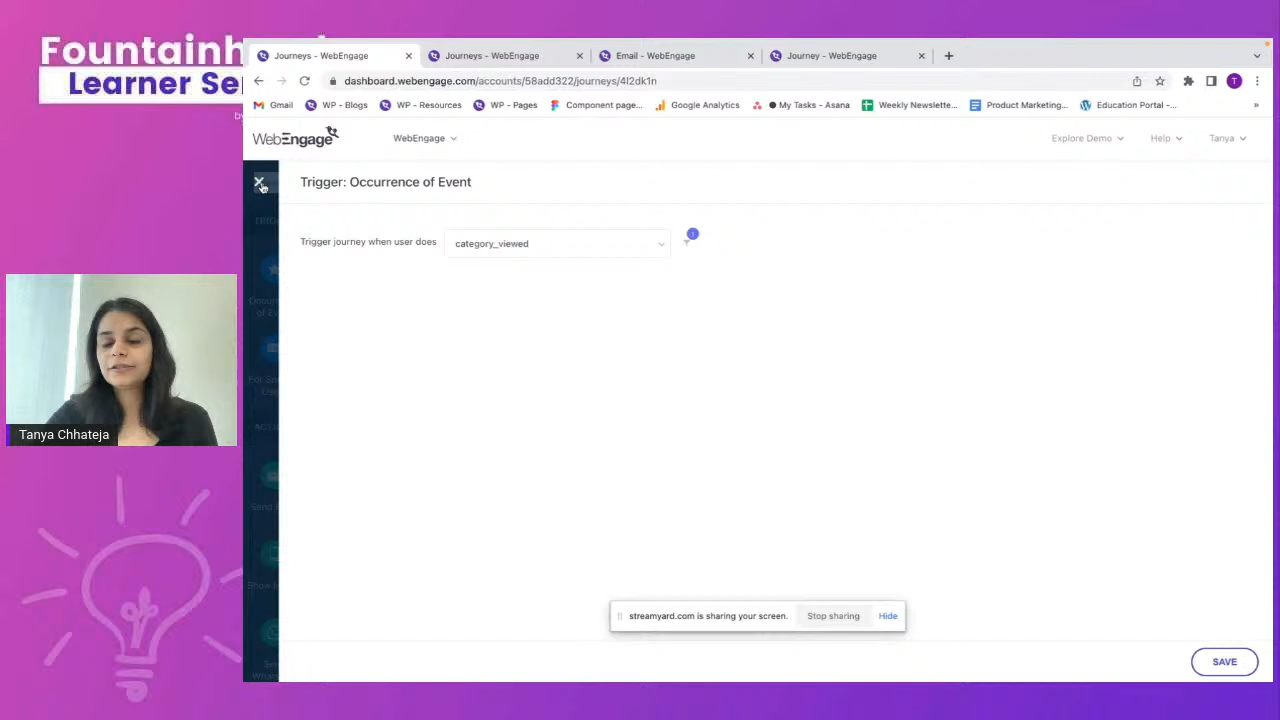 Fountainh
Learner Se
by
Journeys - WebEngage
Journeys - WebEngage
Email - WebEngage
Journey - WebEngage
dashboard.webengage.com/accounts/58add322/journeys/4l2dk1n
Gmail
WP - Blogs
WP - Resources
WP - Pages
Component page...
Google Analytics
My Tasks - Asana
Weekly Newslette...
Product Marketing...
Education Portal -...
WebEngage
WebEngage
Explore Demo
Help
Tanya
Trigger: Occurrence of Event
Trigger journey when user does
category_viewed
1
Tanya Chhateja
streamyard.com is sharing your screen.
Stop sharing
Hide
SAVE